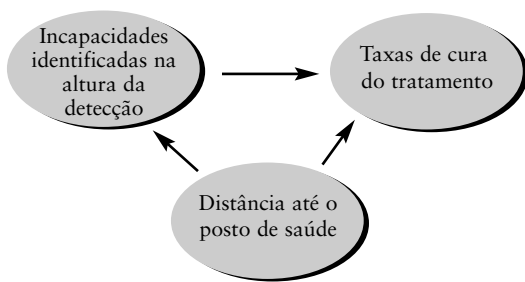 Incapacidades
identificadas na
altura da
detecção
Taxas de cura
do tratamento
Distância até o
posto de saúde